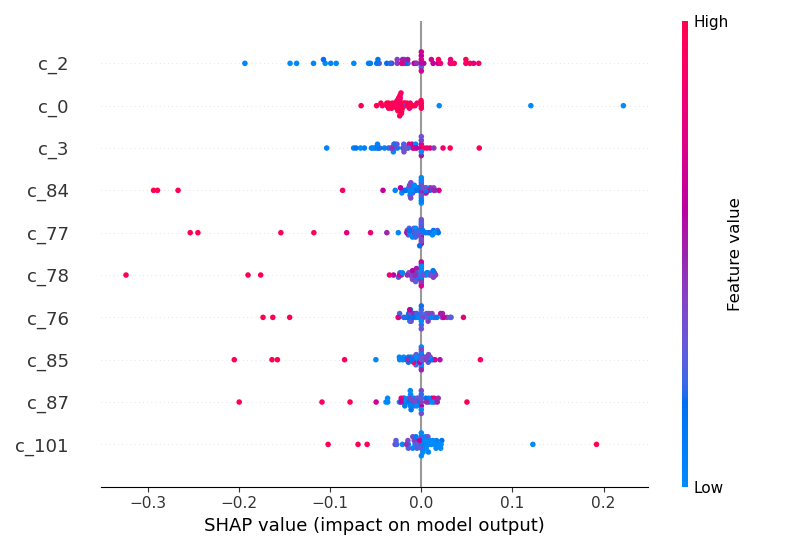 High
c_2
c_0
c_3
c_84
c_77
c_78
c_76
c_85
c_87
c_101
Feature value
Low
−0.3 −0.2 −0.1 0.0 0.1 0.2
SHAP value (impact on model output)